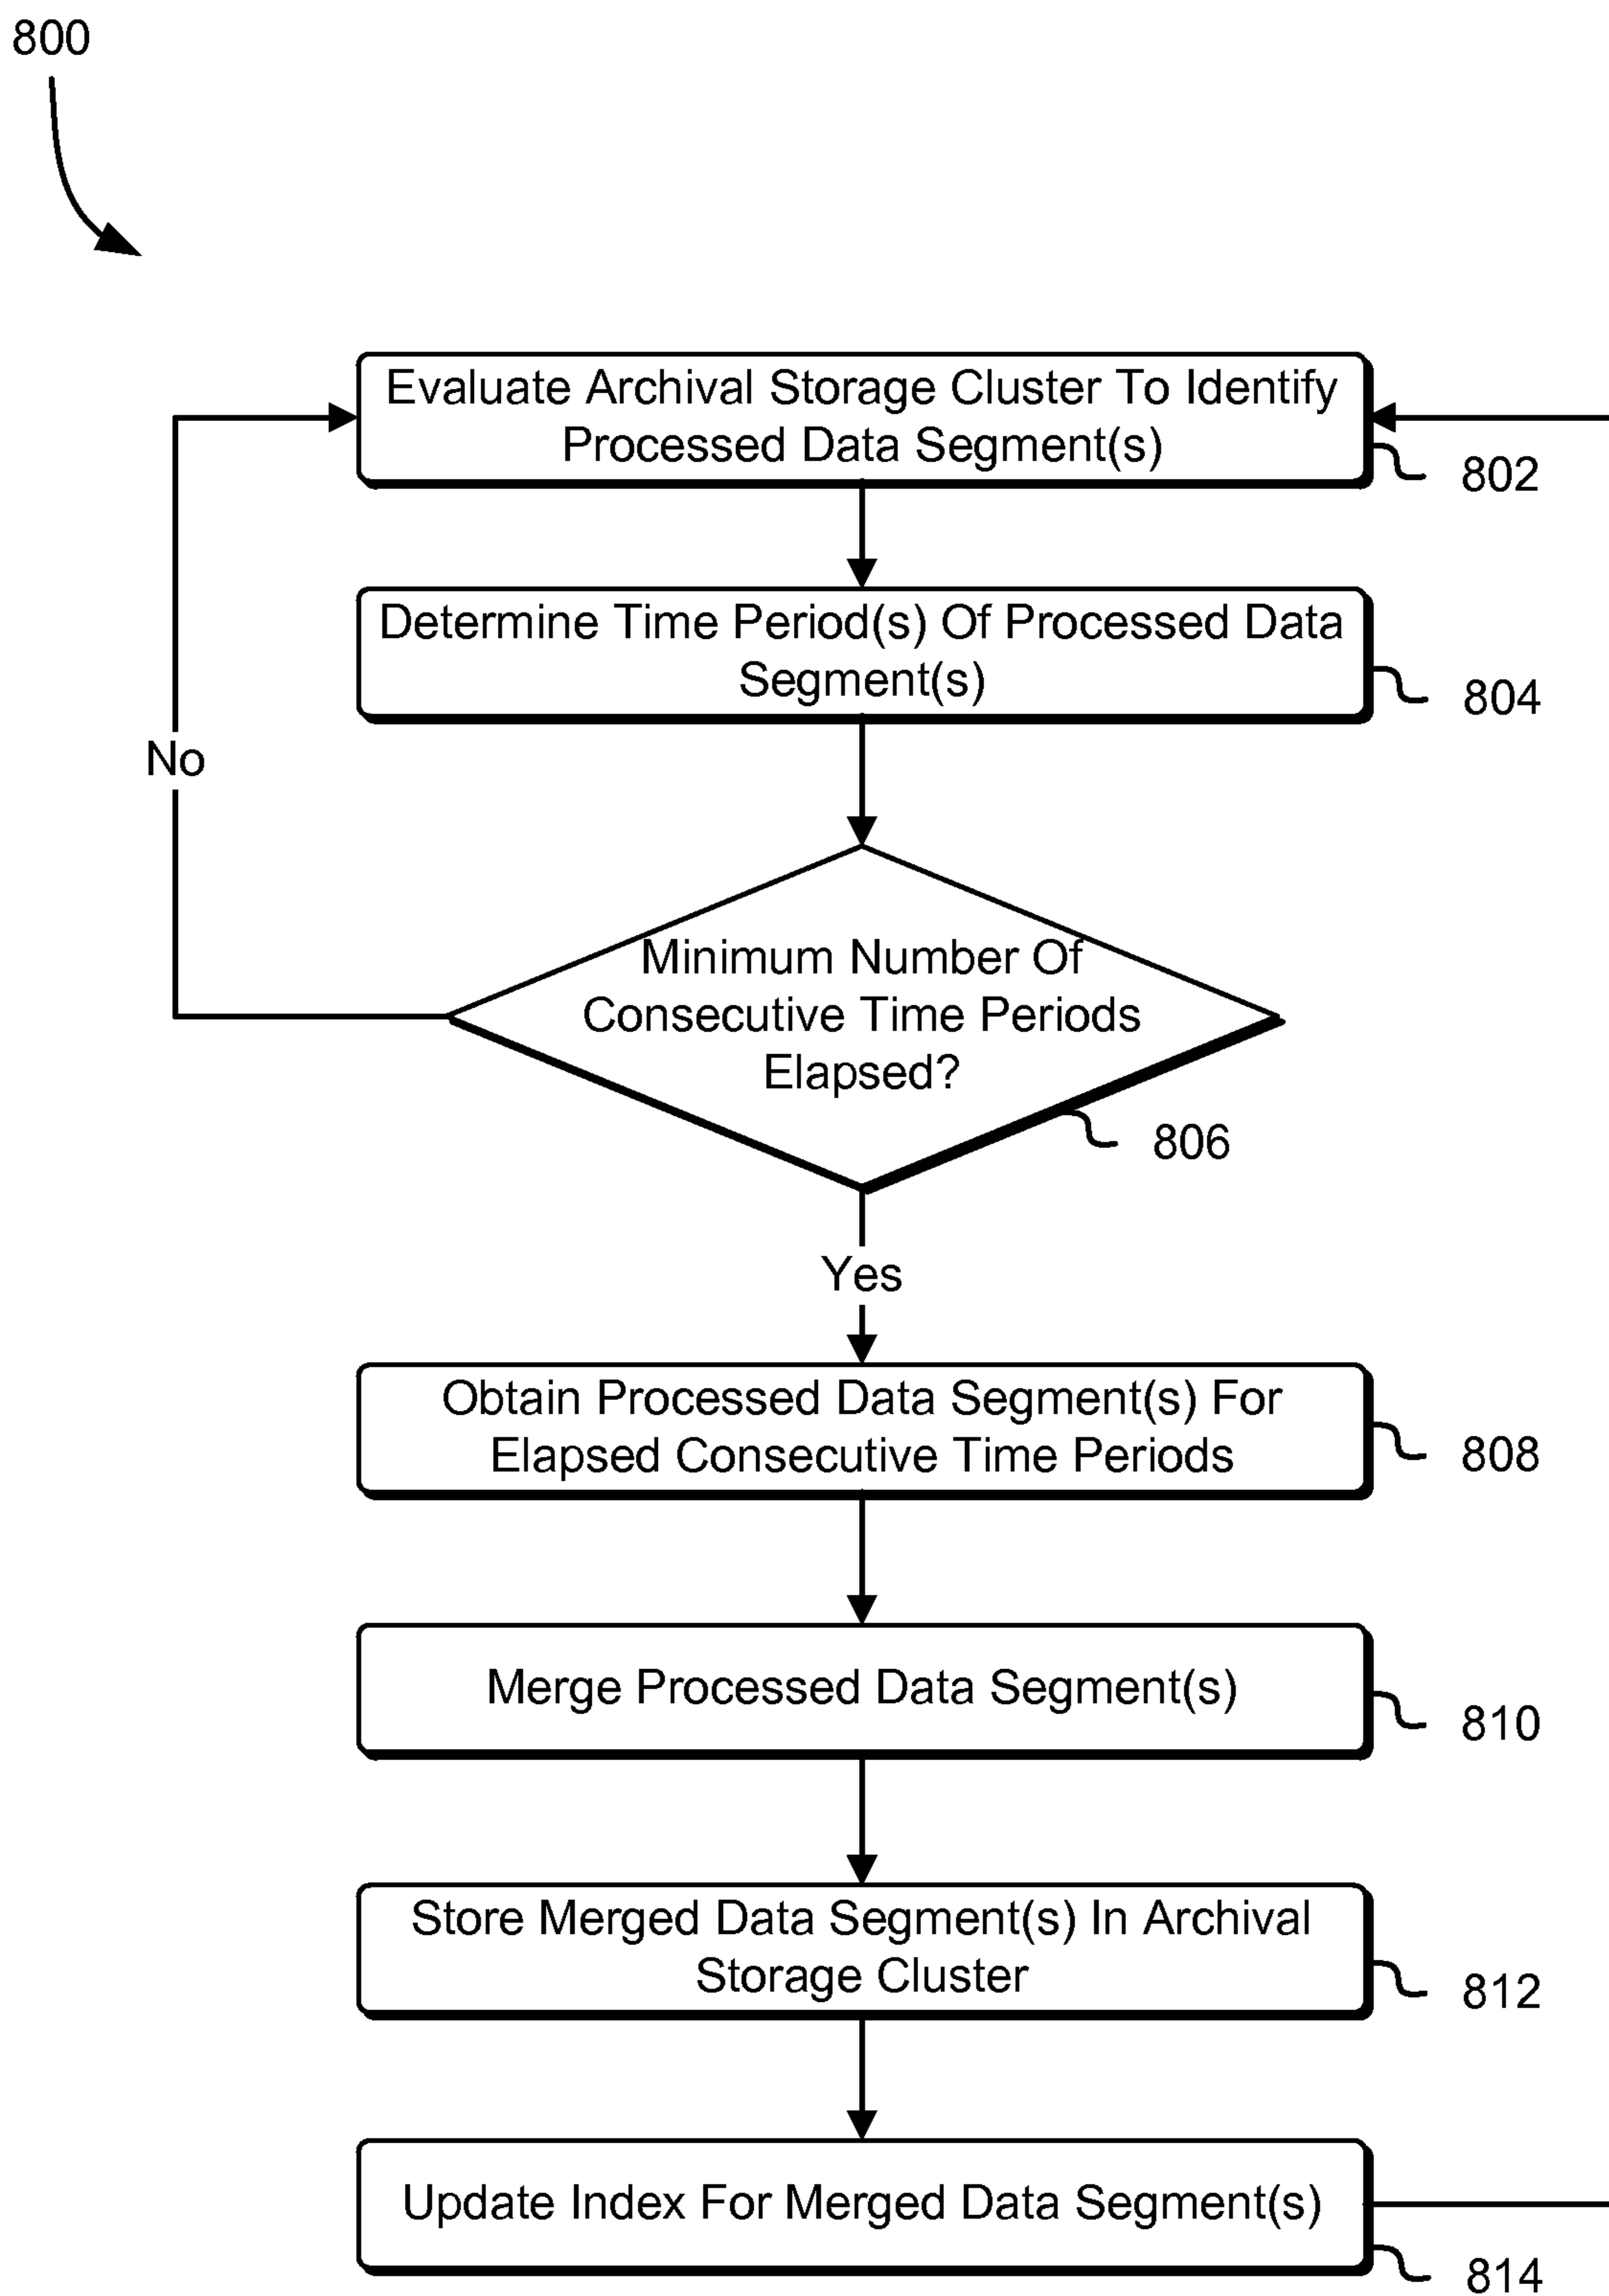 800
Evaluate Archival Storage Cluster To Identify
Processed Data Segment(s)
802
Determine Time Period(s) Of Processed Data
Segment(s)
804
No
Minimum Number Of
Consecutive Time Periods
Elapsed?
806
Yes
Obtain Processed Data Segment(s) For
Elapsed Consecutive Time Periods
808
Merge Processed Data Segment(s)
810
Store Merged Data Segment(s) In Archival
Storage Cluster
812
Update Index For Merged Data Segment(s)
814